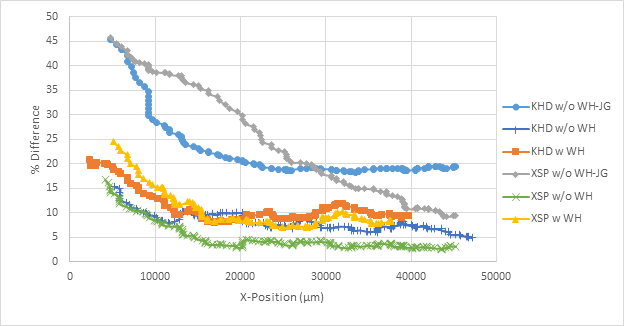 50
45
40
35
30
25
20
15
10
5
0
% Difference
0 10000 20000 30000 40000 50000
X-Position (µm)
KHD w/o WH-JG
KHD w/o WH
KHD w WH
XSP w/o WH-JG
XSP w/o WH
XSP w WH